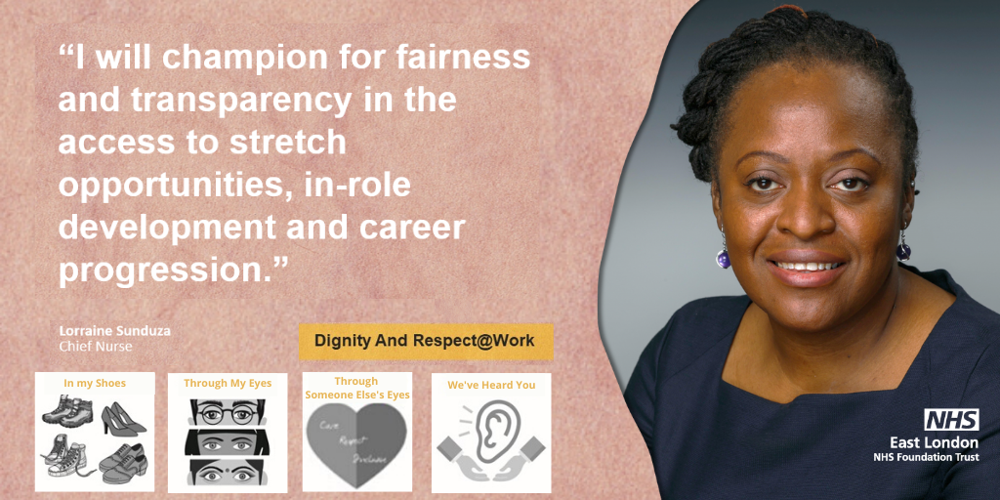 “I will champion for fairness
and transparency in the
access to stretch
opportunities, in-role
development and career
progression.”
Lorraine Sunduza
Chief Nurse
Dignity And Respect@Work
In my Shoes
Through My Eyes
Through
Someone Else's Eyes
We've Heard You
Care
Respect
Inclusion
NHS
East London
NHS Foundation Trust